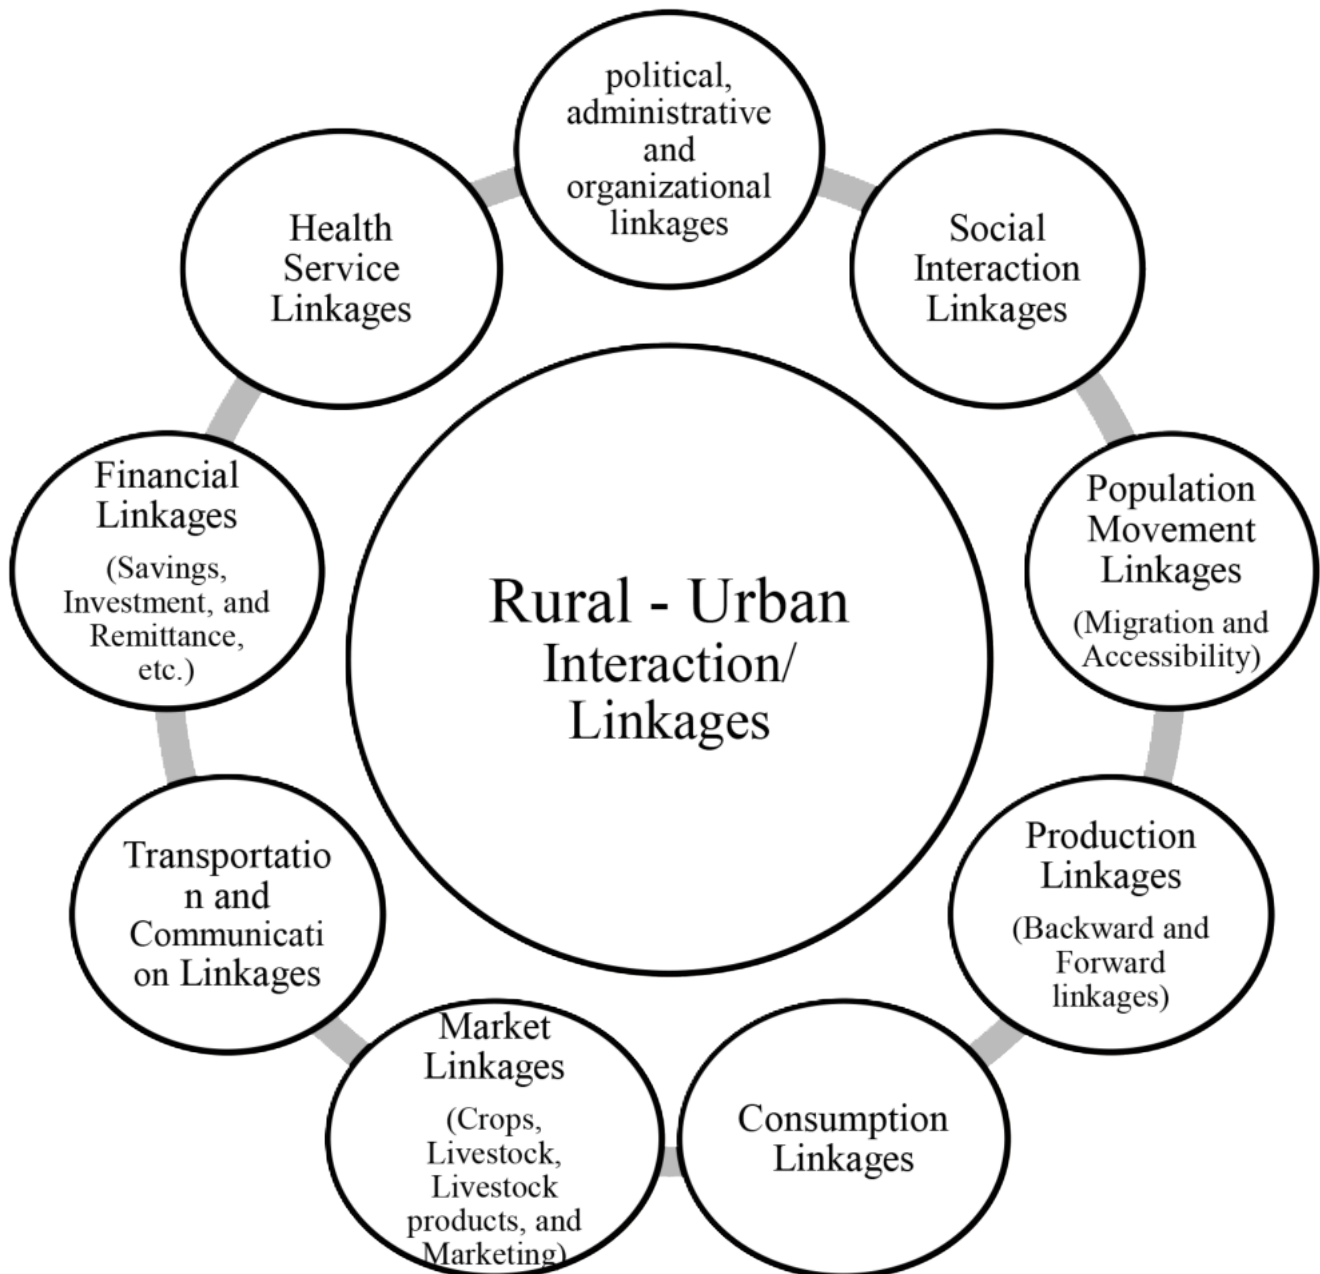 political,
administrative
and
organizational
linkages
Social
Interaction
Linkages
Population
Movement
Linkages
(Migration and
Accessibility)
Production
Linkages
(Backward and
Forward
linkages)
Consumption
Linkages
Market
Linkages
(Crops,
Livestock,
Livestock
products, and
Marketing)
Transportatio
n and
Communicati
on Linkages
Financial
Linkages
(Savings,
Investment, and
Remittance,
etc.)
Health
Service
Linkages
Rural - Urban
Interaction/
Linkages